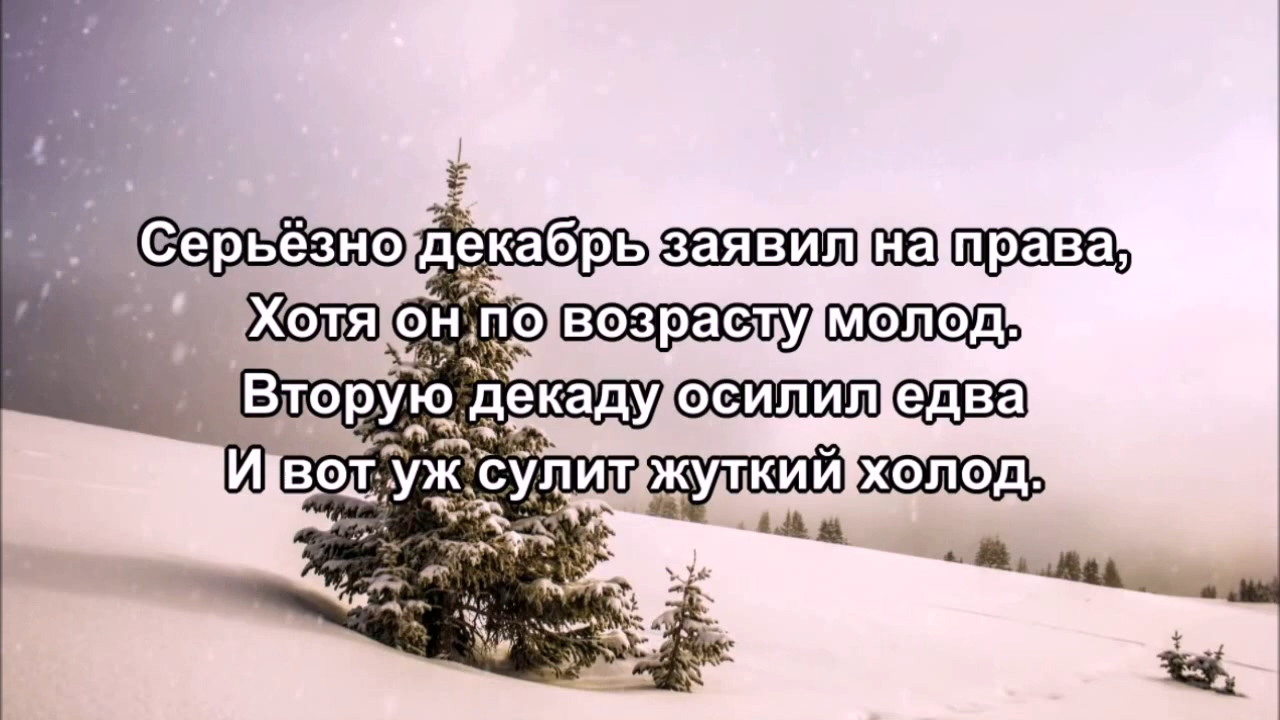 Серьёзно декабрь заявил на права,
Хотя он по возрасту молод.
Вторую декаду осилил едва
И вот уж сулит жуткий холод.